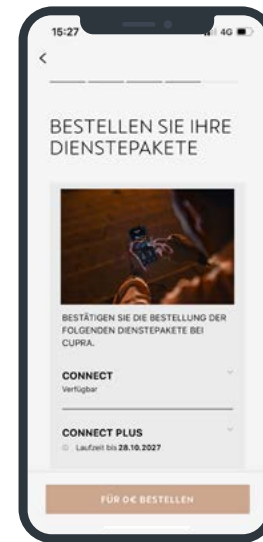 15:27 4G
BESTELLEN SIE IHRE
DIENSTEPAKETE
BESTÄTIGEN SIE DIE BESTELLUNG DER
FOLGENDEN DIENSTEPAKETE BEI
CUPRA.
CONNECT
Verfügbar
CONNECT PLUS
Laufzeit bis 28.10.2027
FÜR 0€ BESTELLEN